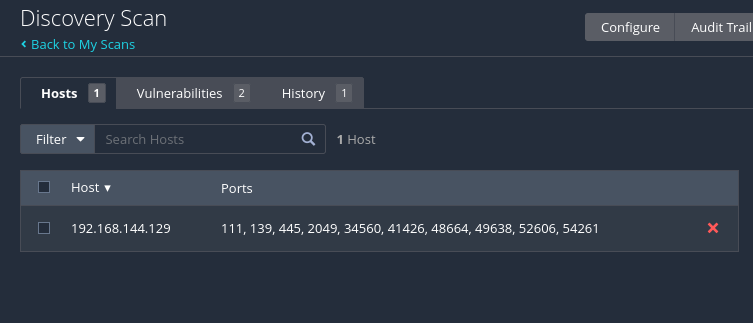 Discovery Scan
Configure Audit Trail
Back to My Scans
Hosts 1 Vulnerabilities 2 History 1
Filter Search Hosts 1 Host
Host Ports
192.168.144.129 111, 139, 445, 2049, 34560, 41426, 48664, 49638, 52606, 54261